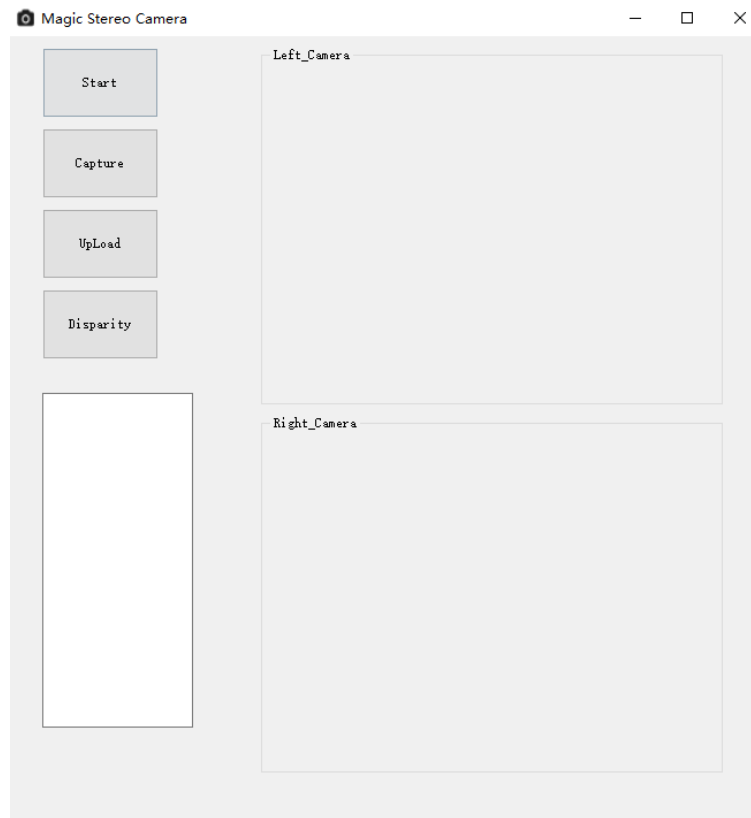 Magic Stereo Camera
Start
Capture
UpLoad
Disparity
Left_Camera
Right_Camera